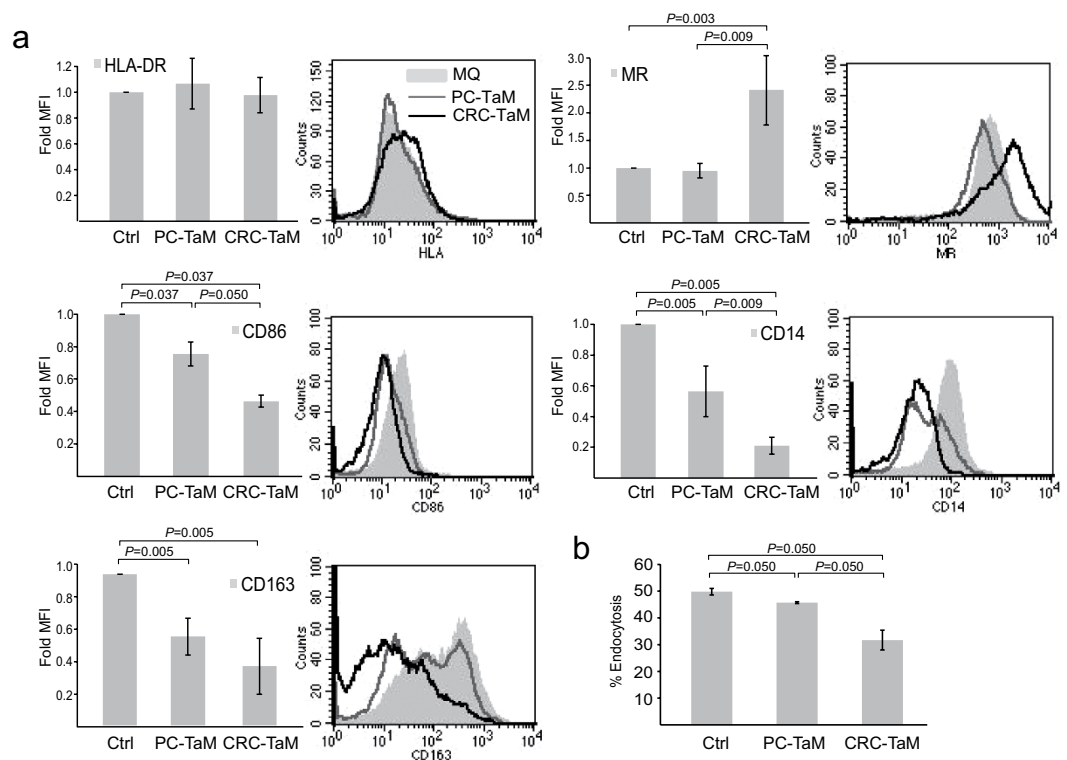 a
HLA-DR
Fold MFI
1.2
1.0
0.8
0.6
0.4
0.2
Ctrl PC-TaM CRC-TaM
MQ
PC-TaM
CRC-TaM
Counts
150
120
90
60
30
0
10^0 10^1 10^2 10^3 10^4
HLA
P=0.003
P=0.009
MR
Fold MFI
3.0
2.5
2.0
1.5
1.0
0.5
Ctrl PC-TaM CRC-TaM
Counts
100
80
60
40
20
0
10^0 10^1 10^2 10^3 10^4
MR
P=0.037
P=0.037 P=0.050
CD86
Fold MFI
1.0
0.8
0.6
0.4
0.2
Ctrl PC-TaM CRC-TaM
Counts
100
80
60
40
20
0
10^0 10^1 10^2 10^3 10^4
CD86
P=0.005
P=0.005 P=0.009
CD14
Fold MFI
1.0
0.8
0.6
0.4
0.2
Ctrl PC-TaM CRC-TaM
Counts
100
80
60
40
20
0
10^0 10^1 10^2 10^3 10^4
CD14
P=0.005
P=0.005
CD163
Fold MFI
1.0
0.8
0.6
0.4
0.2
Ctrl PC-TaM CRC-TaM
Counts
100
80
60
40
20
0
10^0 10^1 10^2 10^3 10^4
CD163
b
P=0.050
P=0.050 P=0.050
% Endocytosis
60
50
40
30
20
10
Ctrl PC-TaM CRC-TaM